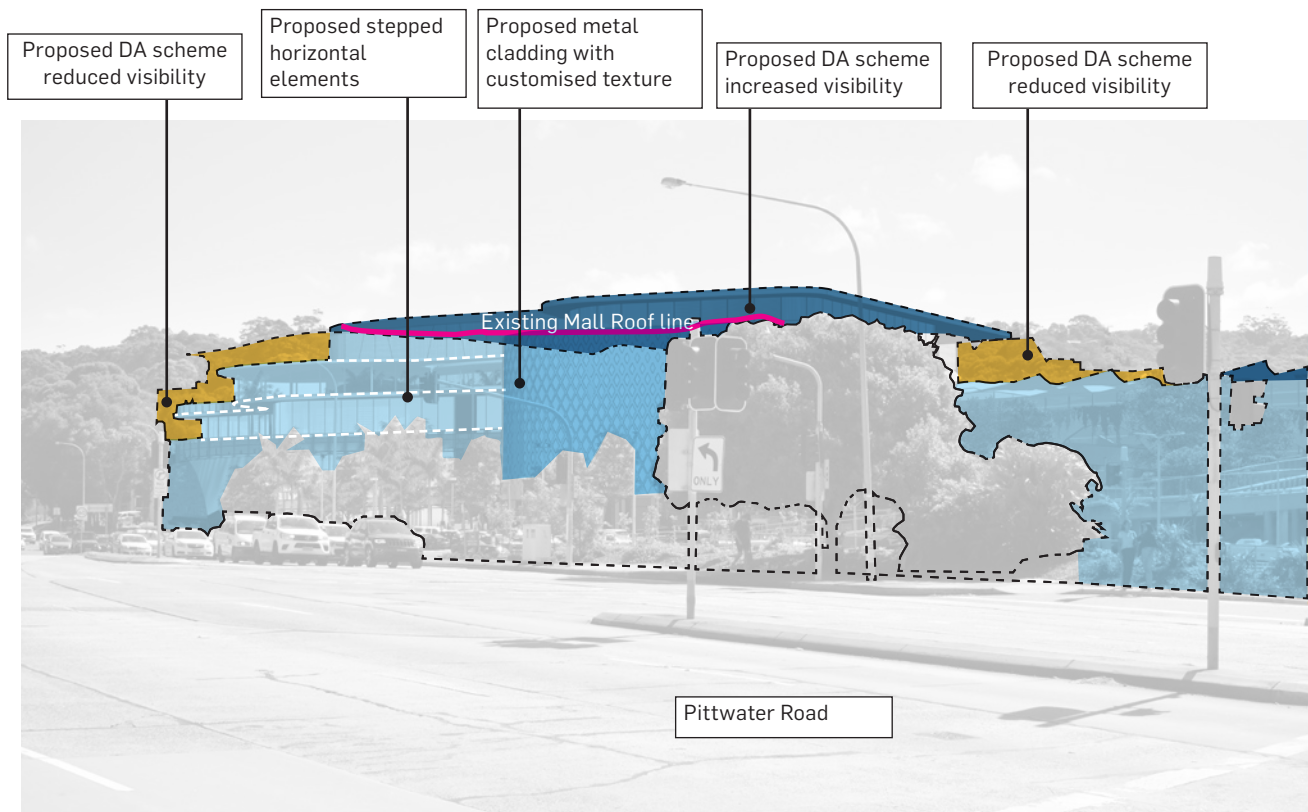 Proposed DA scheme
reduced visibility
Proposed stepped
horizontal
elements
Proposed metal
cladding with
customised texture
Proposed DA scheme
increased visibility
Proposed DA scheme
reduced visibility
Existing Mall Roof line
ONLY
Pittwater Road